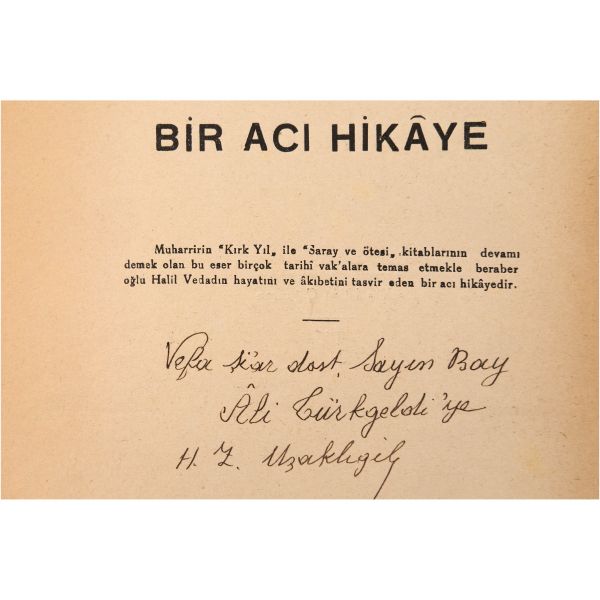 BİR ACI HİKÂYE
Muharririn "Kırk Yıl„ ile "Saray ve ötesi„ kitablarının devamı
demek olan bu eser birçok tarihî vak'alara temas etmekle beraber
oğlu Halil Vedadın hayatını ve âkıbetini tasvir eden bir acı hikâyedir.
Vefa şiar dost, Sayın Bay
Âli Türkgeldi'ye
H. Z. Uşaklıgil